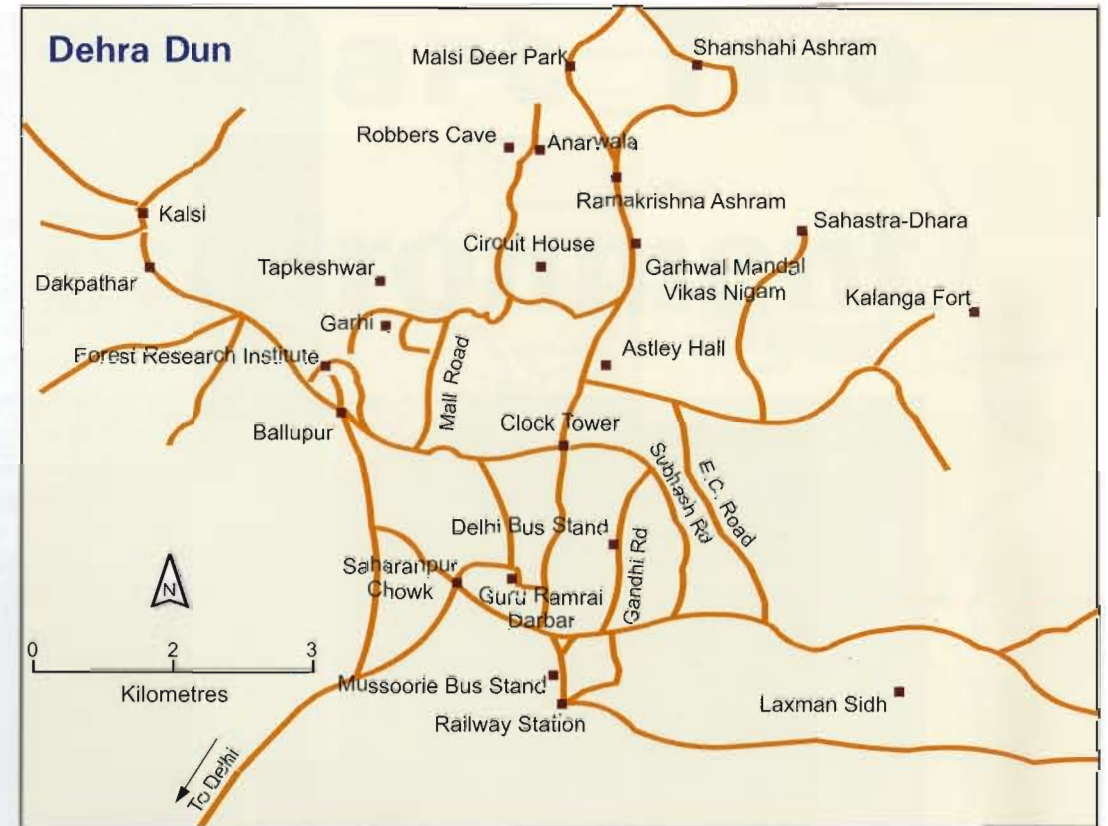 Dehra Dun
Malsi Deer Park
Shanshahi Ashram
Robbers Cave
Anarwala
Ramakrishna Ashram
Kalsi
Sahastra-Dhara
Circuit House
Tapkeshwar
Garhwal Mandal
Vikas Nigam
Dakpathar
Kalanga Fort
Garhi
Astley Hall
Forest Research Institute
Mall Road
Clock Tower
Ballupur
Subhash Rd
E.C. Road
Delhi Bus Stand
Gandhi Rd
Saharanpur
Chowk
Guru Ramrai
Darbar
N
0 2 3
Kilometres
Mussoorie Bus Stand
Laxman Sidh
Railway Station
To Delhi